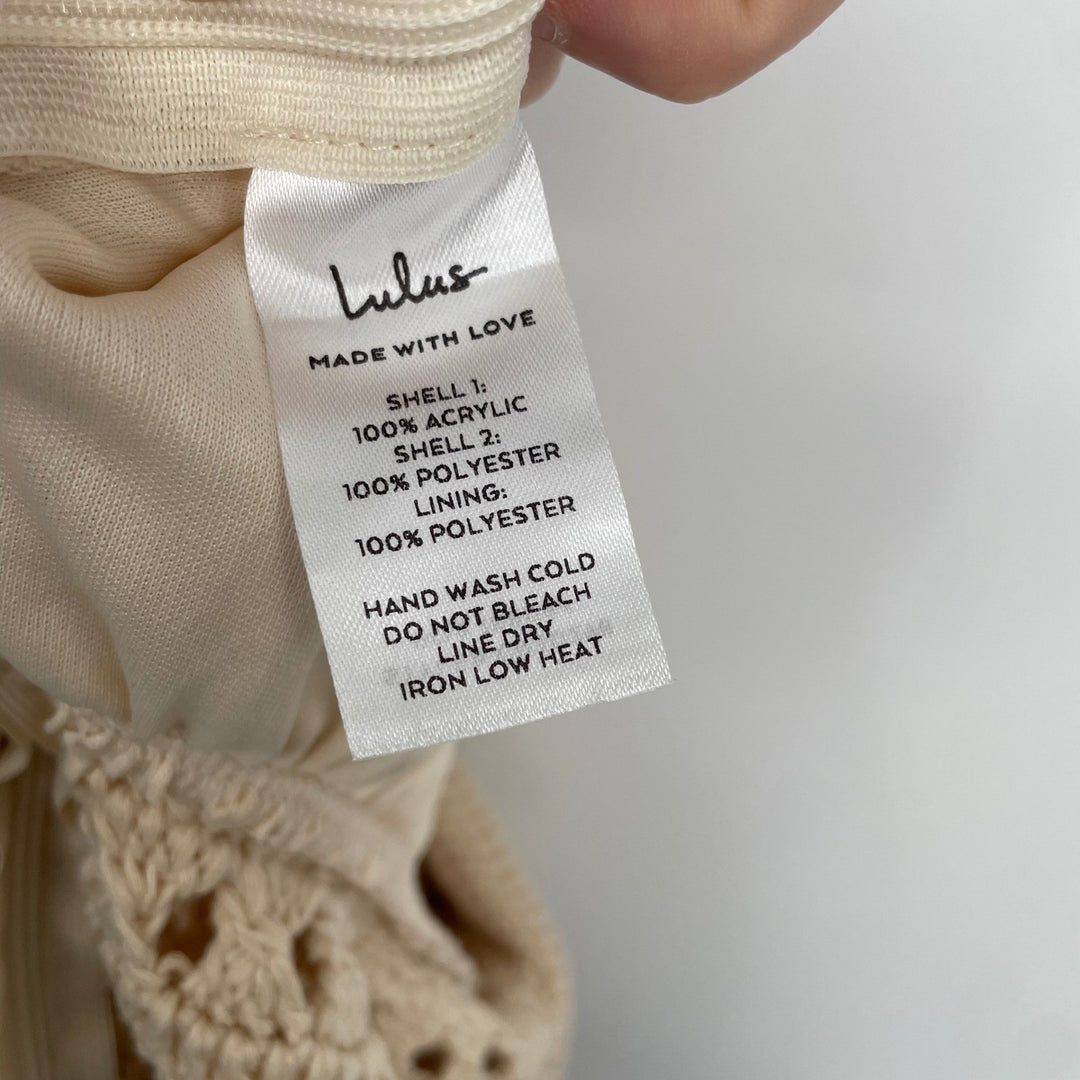 Lulus
MADE WITH LOVE
SHELL 1:
100% ACRYLIC
SHELL 2:
100% POLYESTER
LINING:
100% POLYESTER
HAND WASH COLD
DO NOT BLEACH
LINE DRY
IRON LOW HEAT